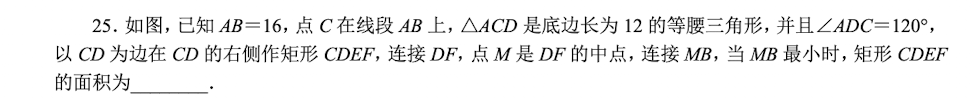 25. 如图,已知 AB=16,点 C 在线段 AB 上,△ACD 是底边长为 12 的等腰三角形,并且∠ADC=120°,
以 CD 为边在 CD 的右侧作矩形 CDEF,连接 DF,点 M 是 DF 的中点,连接 MB,当 MB 最小时,矩形 CDEF
的面积为________.